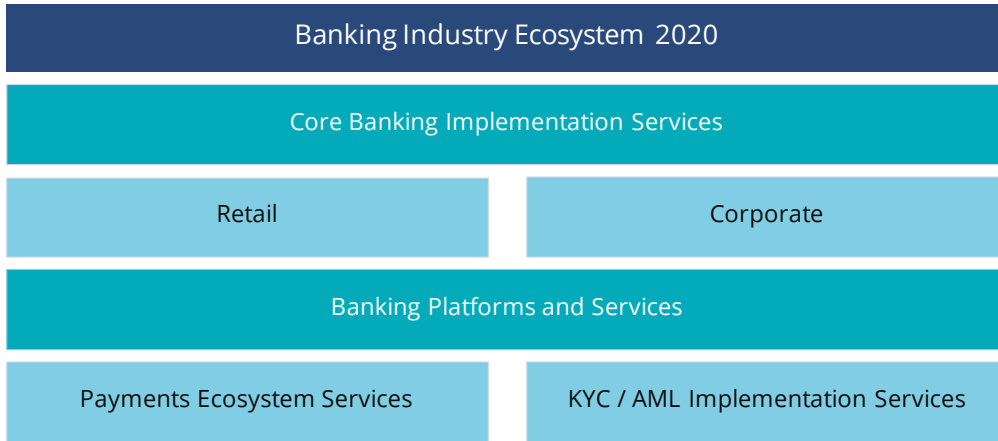 Banking Industry Ecosystem 2020
Core Banking Implementation Services
Retail
Corporate
Banking Platforms and Services
Payments Ecosystem Services
KYC / AML Implementation Services